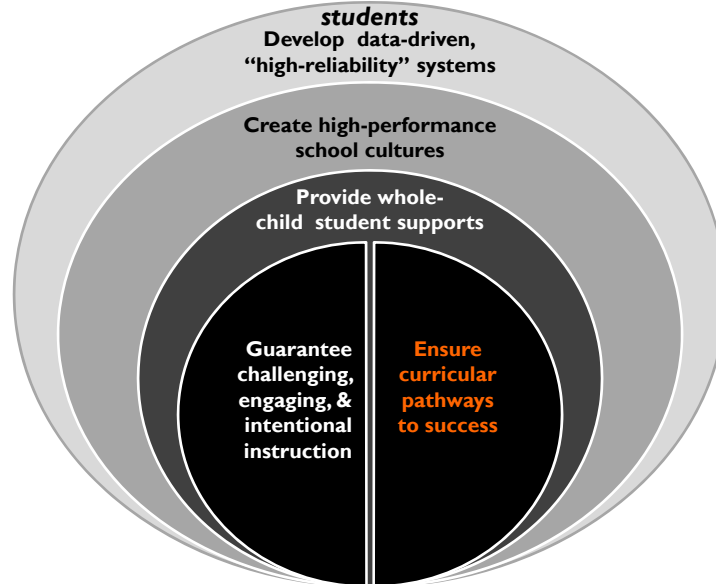 students
Develop data-driven,
“high-reliability” systems
Create high-performance
school cultures
Provide whole-
child student supports
Guarantee
challenging,
engaging, &
intentional
instruction
Ensure
curricular
pathways
to success